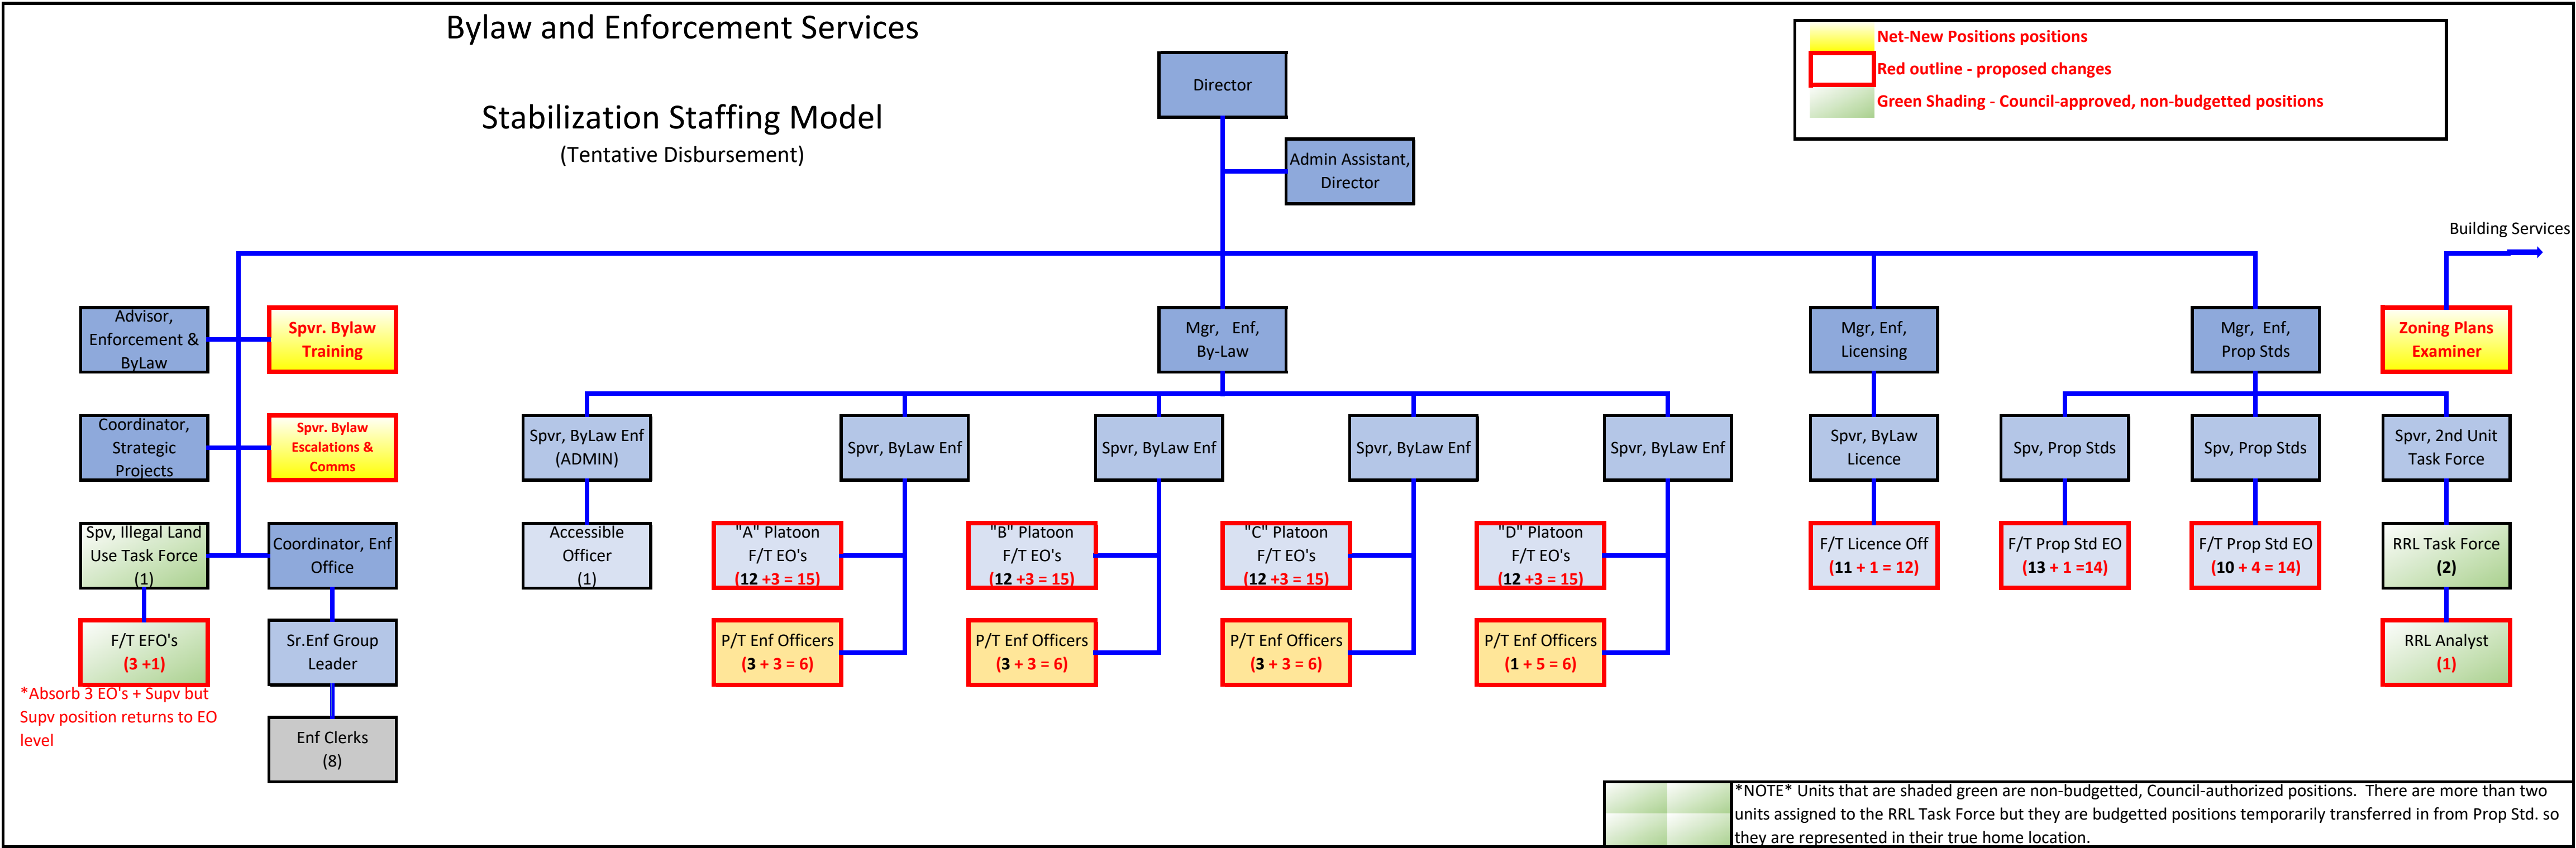 Bylaw and Enforcement Services
Stabilization Staffing Model
(Tentative Disbursement)
Net-New Positions positions
Red outline - proposed changes
Green Shading - Council-approved, non-budgetted positions
Director
Admin Assistant,
Director
Building Services
Advisor,
Enforcement &
ByLaw
Spvr. Bylaw
Training
Mgr, Enf,
By-Law
Mgr, Enf,
Licensing
Mgr, Enf,
Prop Stds
Zoning Plans
Examiner
Coordinator,
Strategic
Projects
Spvr. Bylaw
Escalations &
Comms
Spvr, ByLaw Enf
(ADMIN)
Spvr, ByLaw Enf
Spvr, ByLaw Enf
Spvr, ByLaw Enf
Spvr, ByLaw Enf
Spvr, ByLaw
Licence
Spv, Prop Stds
Spv, Prop Stds
Spvr, 2nd Unit
Task Force
Spv, Illegal Land
Use Task Force
(1)
Coordinator, Enf
Office
Accessible
Officer
(1)
"A" Platoon
F/T EO's
(12 +3 = 15)
"B" Platoon
F/T EO's
(12 +3 = 15)
"C" Platoon
F/T EO's
(12 +3 = 15)
"D" Platoon
F/T EO's
(12 +3 = 15)
F/T Licence Off
(11 + 1 = 12)
F/T Prop Std EO
(13 + 1 =14)
F/T Prop Std EO
(10 + 4 = 14)
RRL Task Force
(2)
F/T EFO's
(3 +1)
Sr.Enf Group
Leader
P/T Enf Officers
(3 + 3 = 6)
P/T Enf Officers
(3 + 3 = 6)
P/T Enf Officers
(3 + 3 = 6)
P/T Enf Officers
(1 + 5 = 6)
RRL Analyst
(1)
*Absorb 3 EO's + Supv but
Supv position returns to EO
level
Enf Clerks
(8)
*NOTE* Units that are shaded green are non-budgetted, Council-authorized positions. There are more than two
units assigned to the RRL Task Force but they are budgetted positions temporarily transferred in from Prop Std. so
they are represented in their true home location.